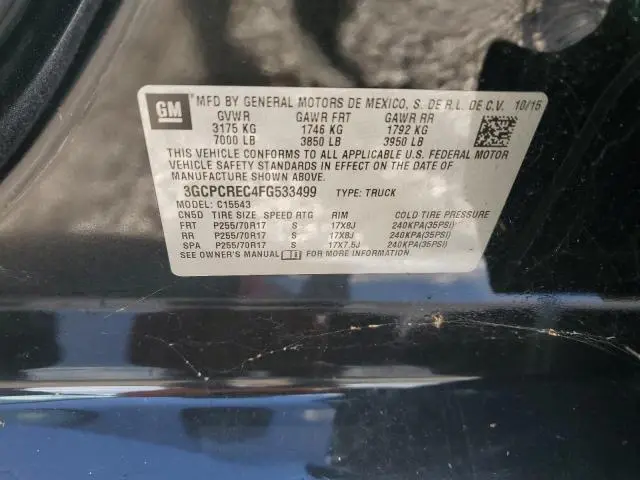 GM
MFD BY GENERAL MOTORS DE MEXICO, S. DE R.L. DE C.V. 10/15
GVWR GAWR FRT GAWR RR
3175 KG 1746 KG 1792 KG
7000 LB 3850 LB 3950 LB
THIS VEHICLE CONFORMS TO ALL APPLICABLE U.S. FEDERAL MOTOR
VEHICLE SAFETY STANDARDS IN EFFECT ON THE DATE OF
MANUFACTURE SHOWN ABOVE.
3GCPCREC4FG533499 TYPE: TRUCK
MODEL: C15543
CN5D TIRE SIZE SPEED RTG RIM COLD TIRE PRESSURE
FRT P255/70R17 S 17X8J 240KPA(35PSI)
RR P255/70R17 S 17X8J 240KPA(35PSI)
SPA P255/70R17 S 17X7.5J 240KPA(35PSI)
SEE OWNER'S MANUAL FOR MORE INFORMATION.